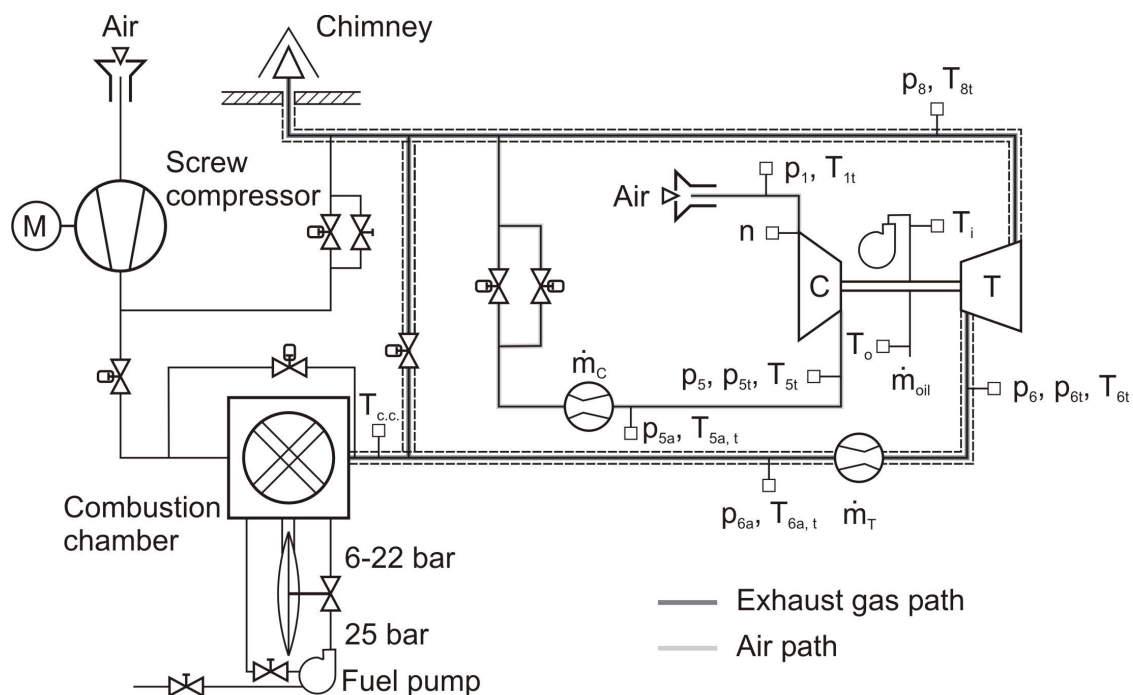 Air
Chimney
p8, T8t
Screw
compressor
M
Air
p1, T1t
n
Ti
C
T
To
ṁoil
ṁC
p5, p5t, T5t
p6, p6t, T6t
Tc.c.
p5a, T5a, t
Combustion
chamber
p6a, T6a, t
ṁT
6-22 bar
25 bar
Fuel pump
Exhaust gas path
Air path